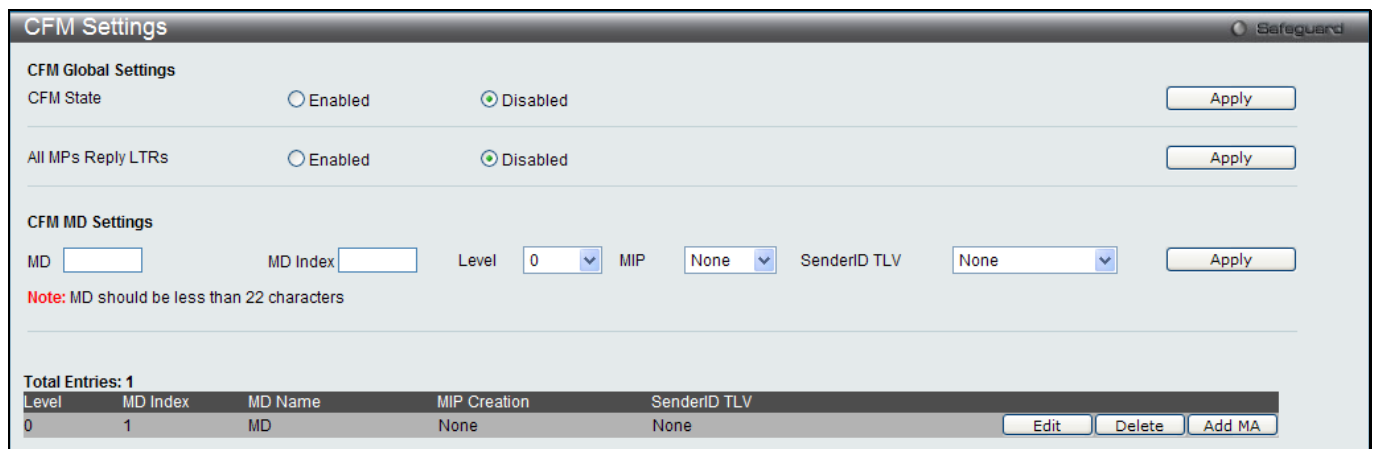 CFM Settings
Safeguard
CFM Global Settings
CFM State Enabled Disabled Apply
All MPs Reply LTRs Enabled Disabled Apply
CFM MD Settings
MD MD Index Level 0 MIP None SenderID TLV None Apply
Note: MD should be less than 22 characters
Total Entries: 1
Level MD Index MD Name MIP Creation SenderID TLV
0 1 MD None None Edit Delete Add MA